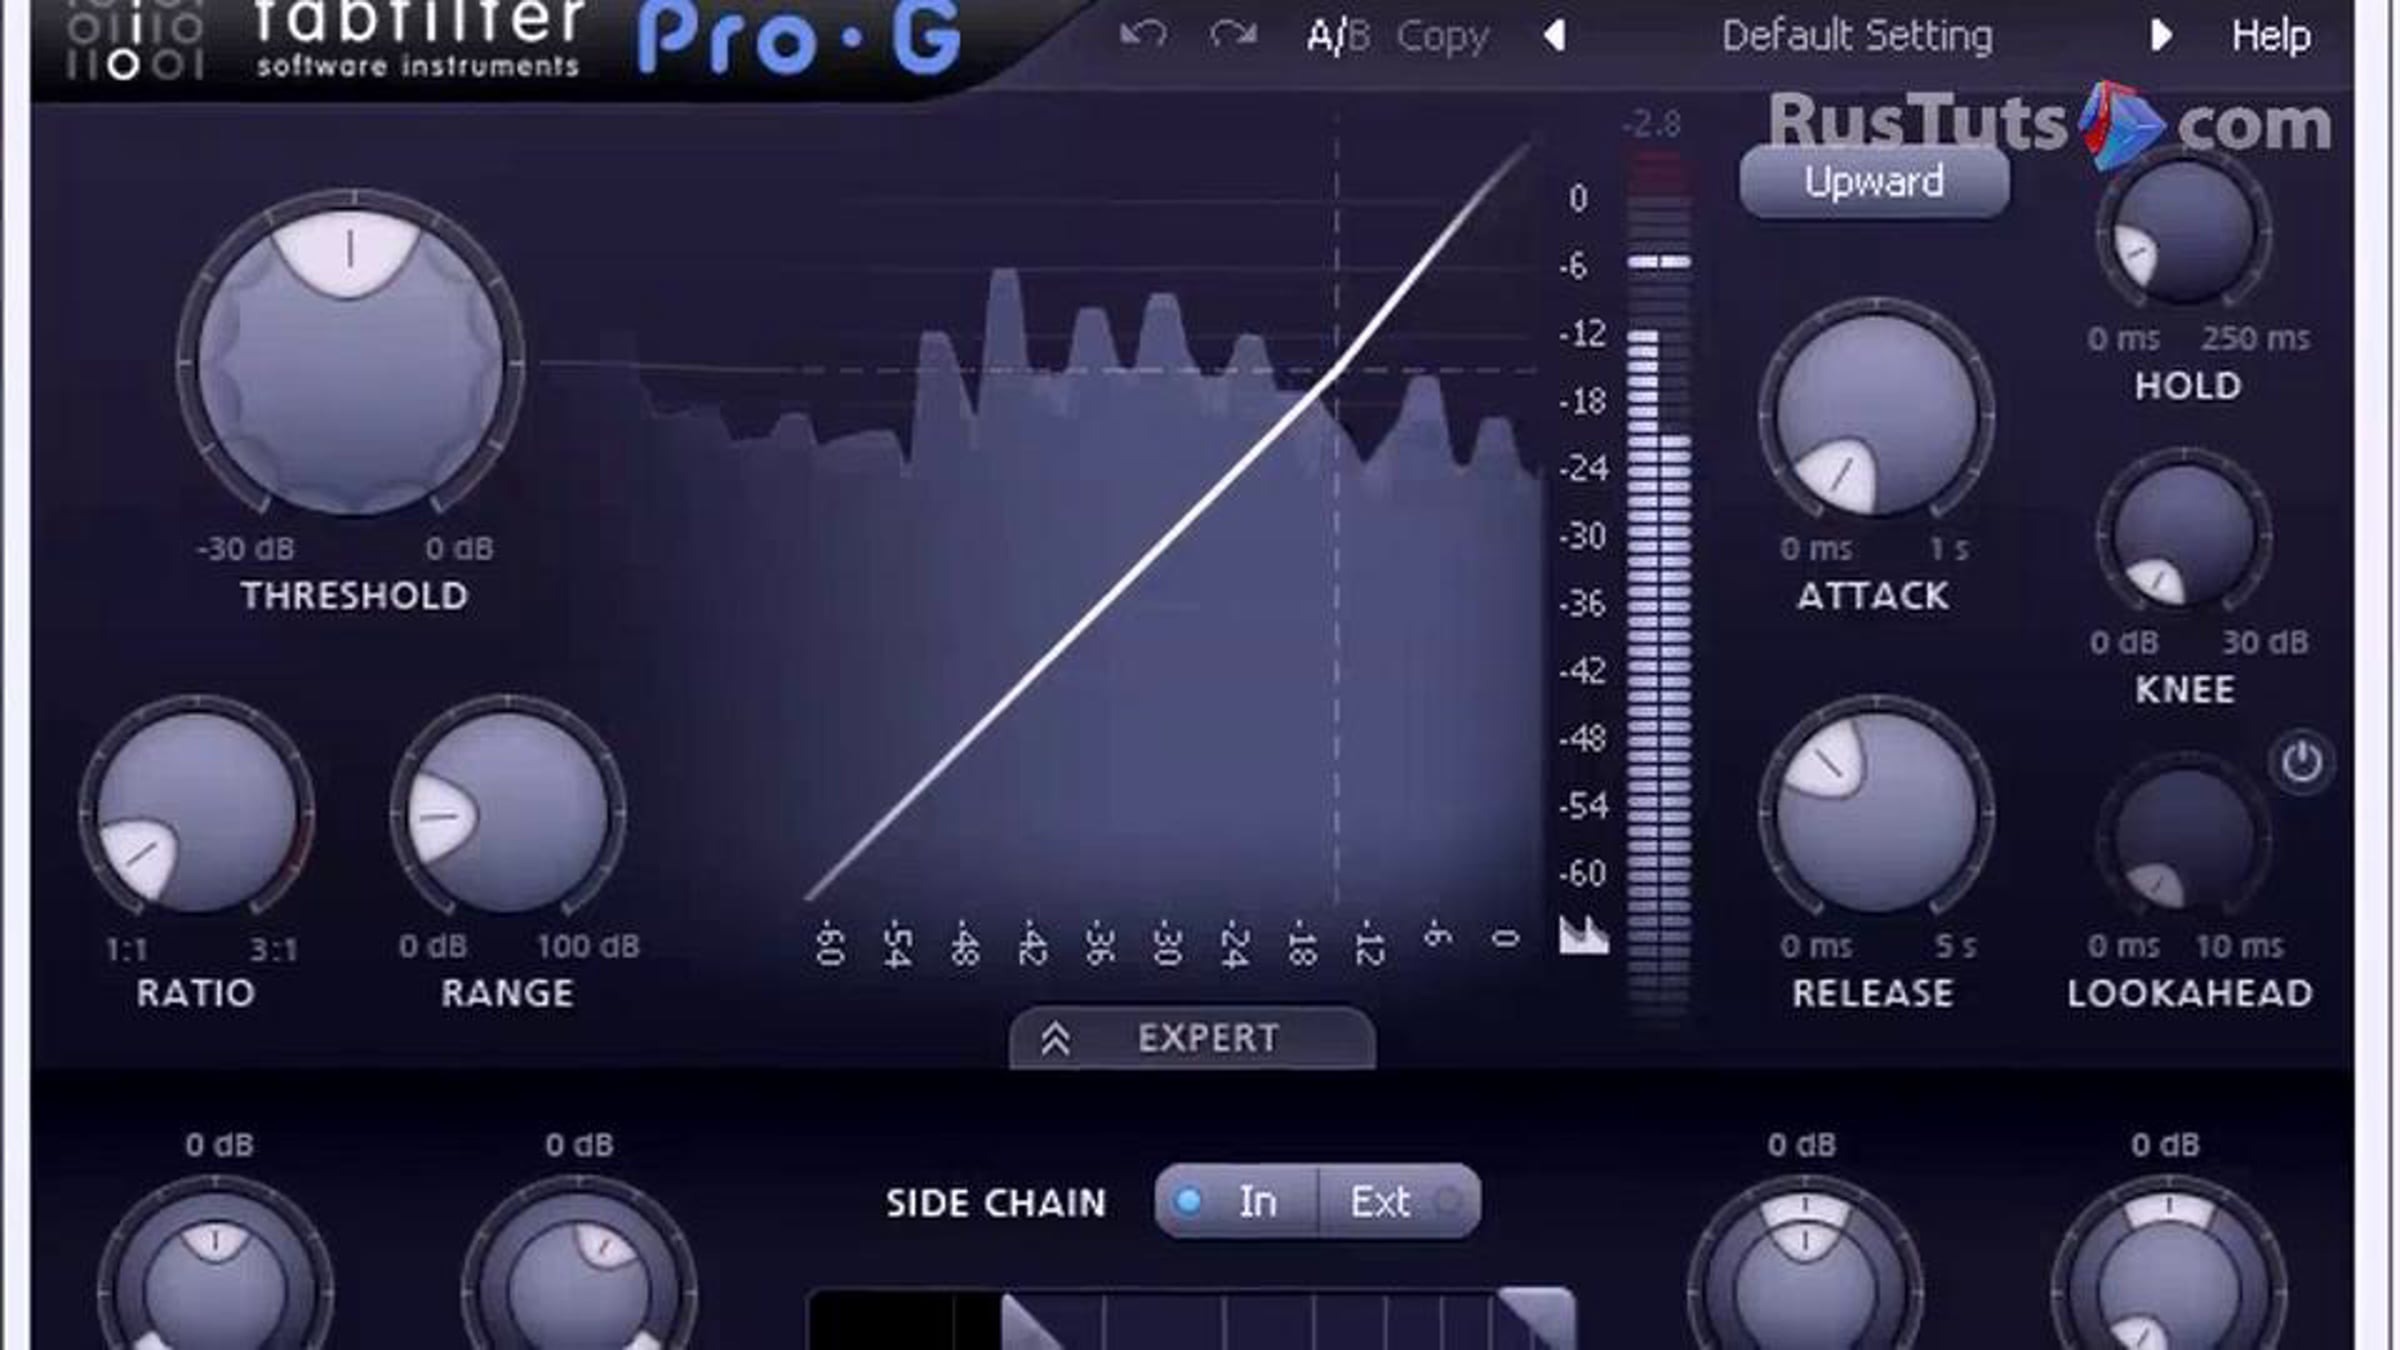 fabfilter
software instruments
Pro·G
A/B Copy
Default Setting
Help
RusTuts com
-2.8
Upward
0
-6
-12
-18
-24
-30
-36
-42
-48
-54
-60
-60 -54 -48 -42 -36 -30 -24 -18 -12 -6 0
-30 dB 0 dB
THRESHOLD
1:1 3:1
RATIO
0 dB 100 dB
RANGE
0 ms 1 s
ATTACK
0 ms 250 ms
HOLD
0 dB 30 dB
KNEE
0 ms 5 s
RELEASE
0 ms 10 ms
LOOKAHEAD
EXPERT
0 dB
0 dB
SIDE CHAIN
In Ext
0 dB
0 dB